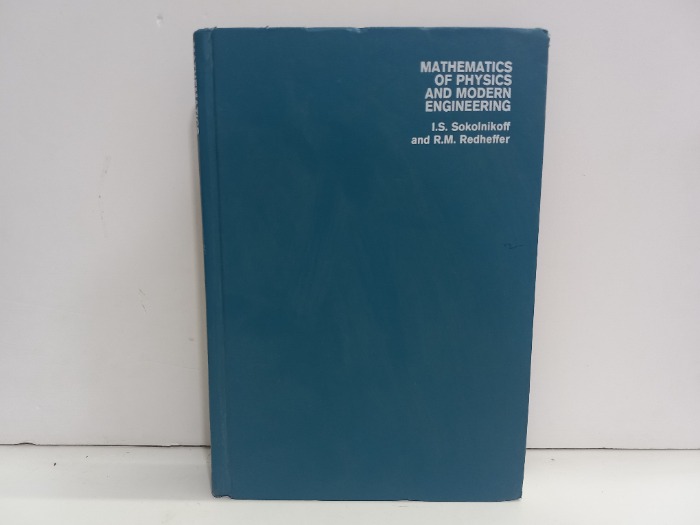 MATHEMATICS
OF PHYSICS
AND MODERN
ENGINEERING
I.S. Sokolnikoff
and R.M. Redheffer